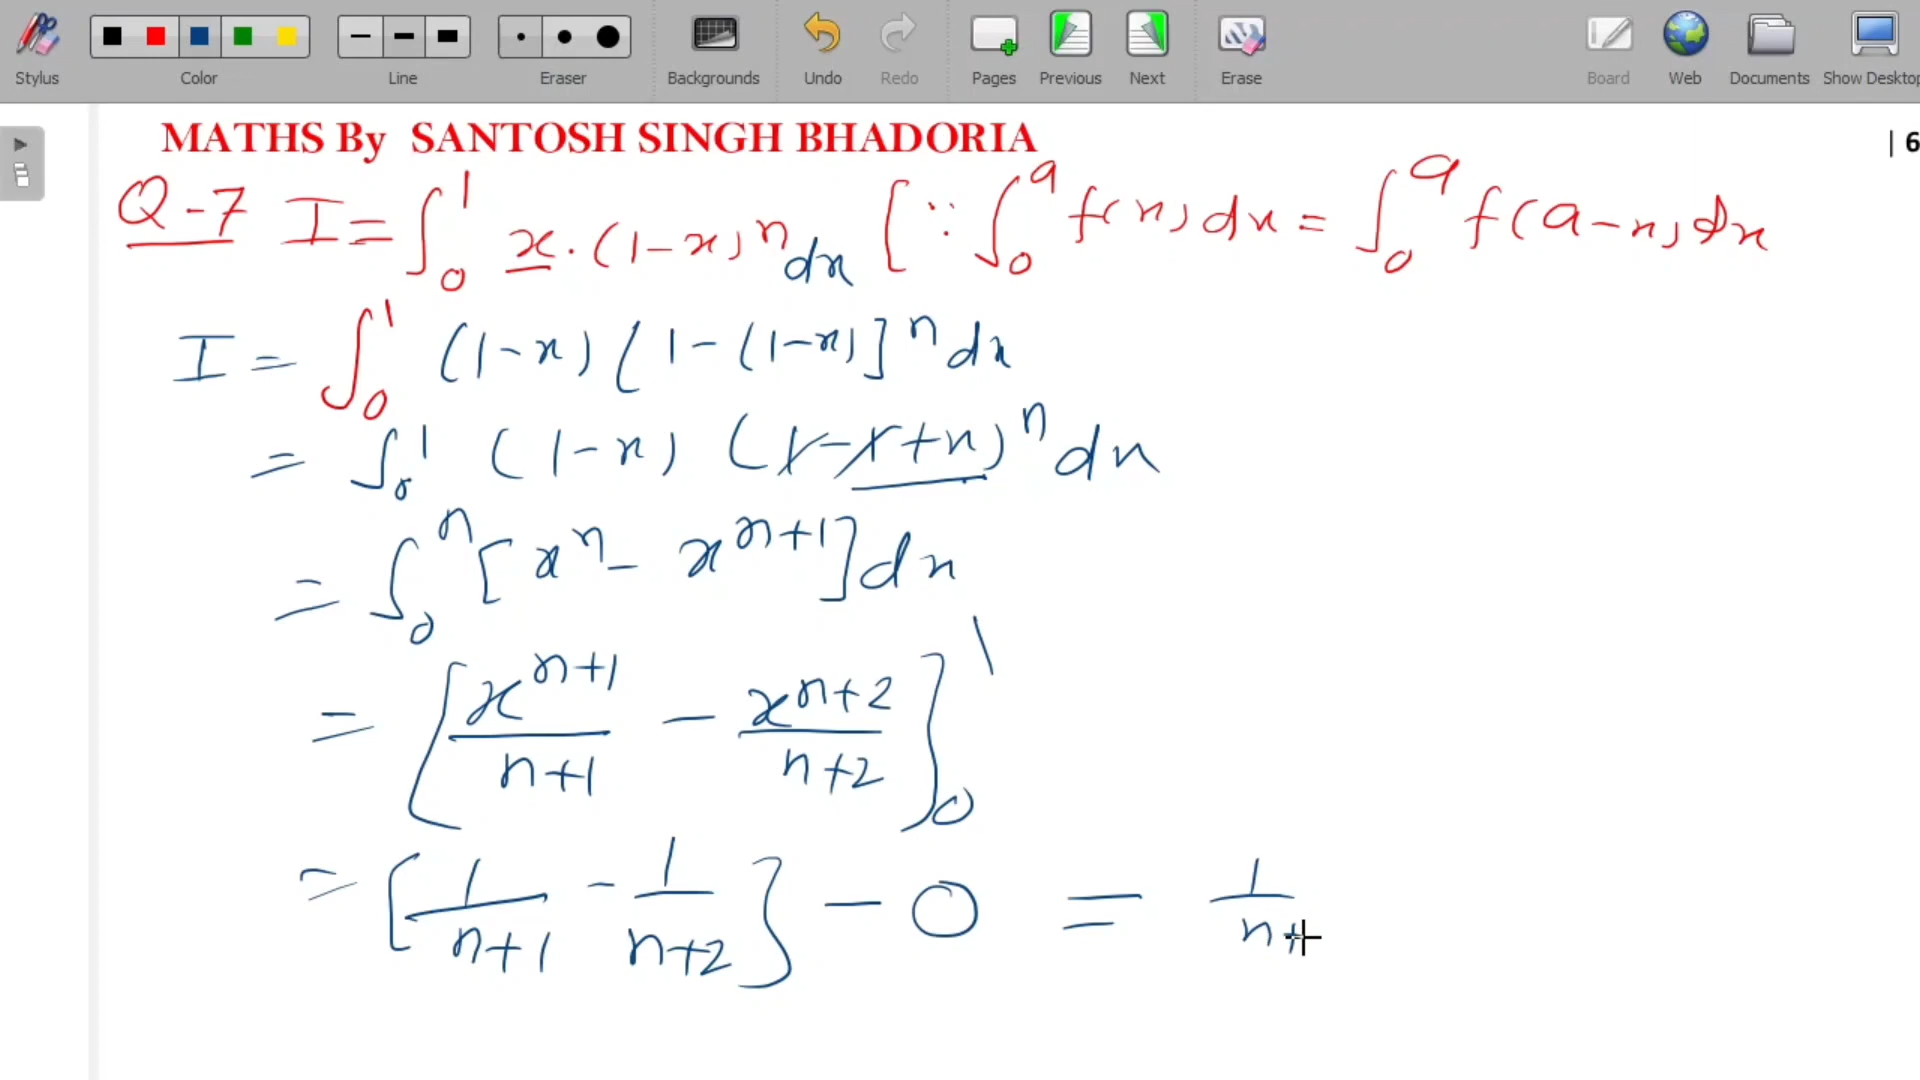 Stylus Color Line Eraser Backgrounds Undo Redo Pages Previous Next Erase Board Web Documents Show Desktop
MATHS By SANTOSH SINGH BHADORIA | 6
Q-7 I = ∫₀¹ x·(1-x)ⁿ dx [∵ ∫₀ᵃ f(x) dx = ∫₀ᵃ f(a-x) dx
I = ∫₀¹ (1-x) [1-(1-x)]ⁿ dx
= ∫₀¹ (1-x) (1-1+x)ⁿ dx
= ∫₀ⁿ [xⁿ - xⁿ⁺¹] dx
= [xⁿ⁺¹/(n+1) - xⁿ⁺²/(n+2)]₀¹
= [1/(n+1) - 1/(n+2)] - 0 = 1/(n+